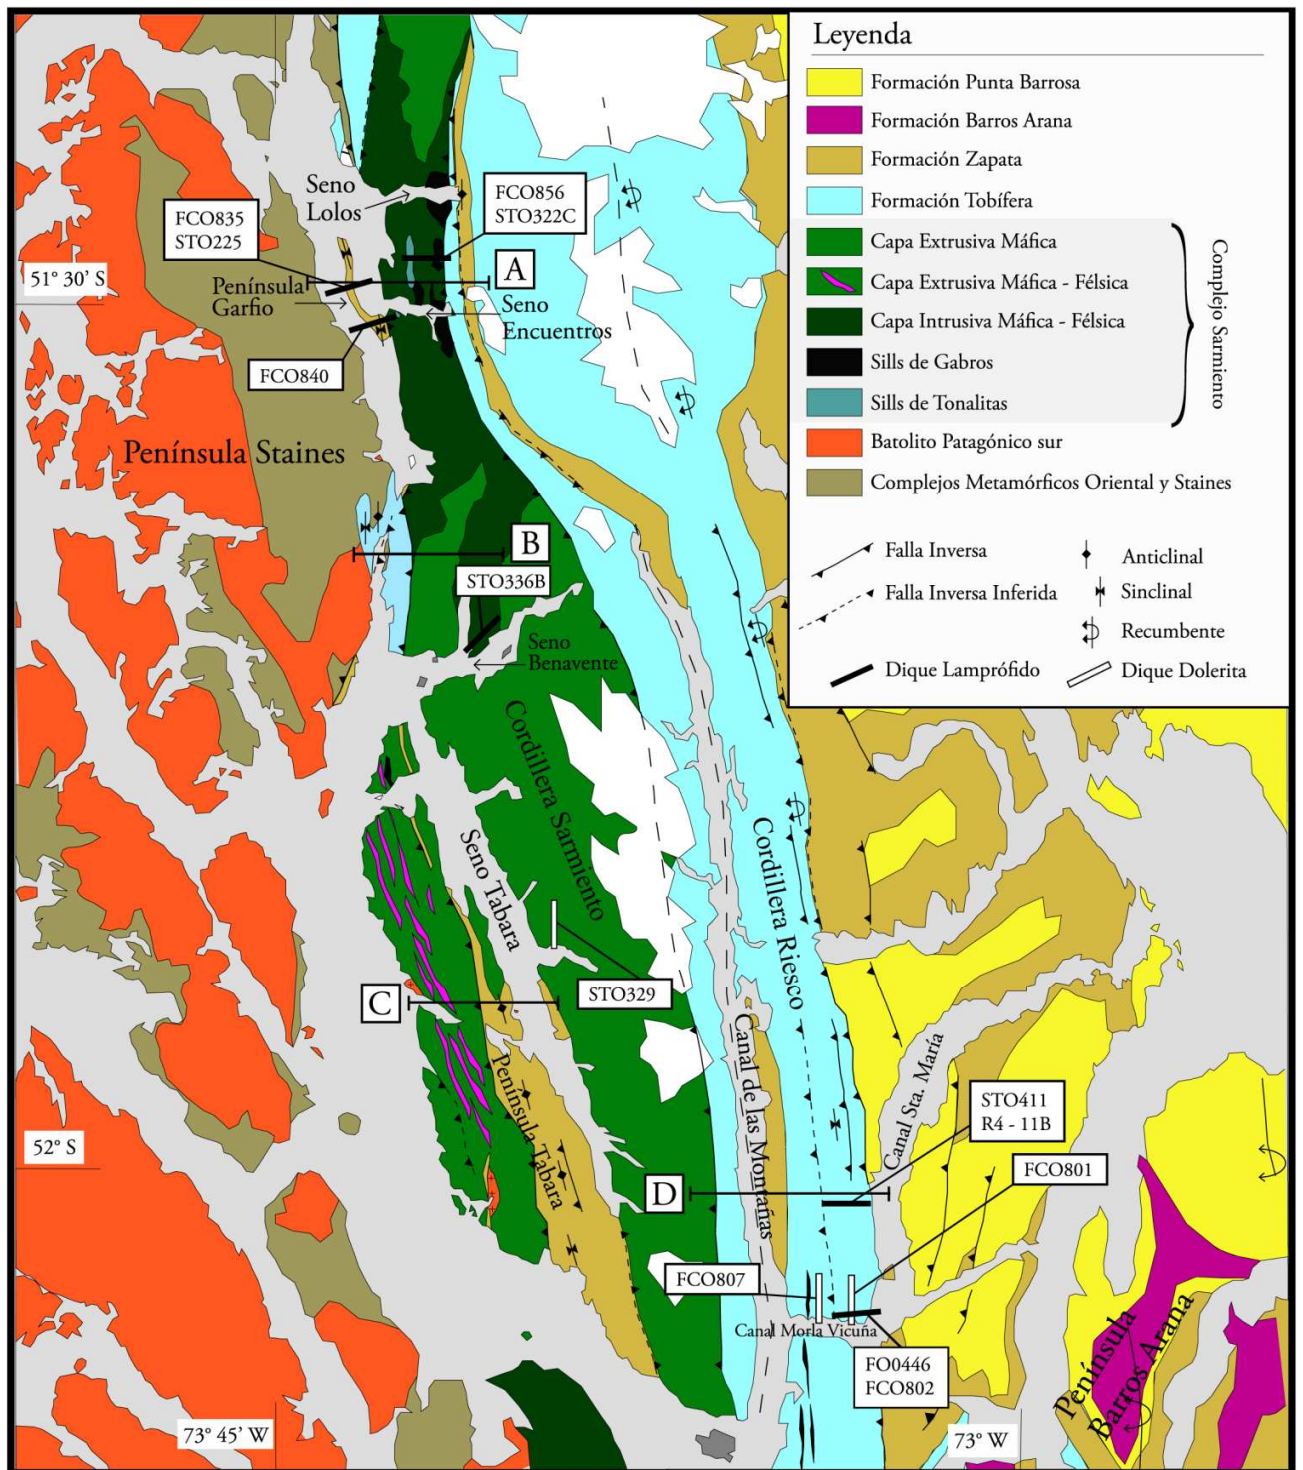 Leyenda
Formación Punta Barrosa
Formación Barros Arana
Formación Zapata
Formación Tobífera
Capa Extrusiva Máfica
Capa Extrusiva Máfica - Félsica
Capa Intrusiva Máfica - Félsica
Sills de Gabros
Sills de Tonalitas
Complejo Sarmiento
Batolito Patagónico sur
Complejos Metamórficos Oriental y Staines
Falla Inversa
Falla Inversa Inferida
Dique Lamprófido
Anticlinal
Sinclinal
Recumbente
Dique Dolerita
Seno
Lolos
FCO856
STO322C
FCO835
STO225
A
51° 30’ S
Península
Garfio
Seno
Encuentros
FCO840
Península Staines
B
STO336B
Seno
Benavente
Cordillera Sarmiento
Seno Tabara
Cordillera Riesco
STO329
C
Península Tabara
Canal de las Montañas
Canal Sta. María
STO411
R4 - 11B
52° S
FCO801
D
FCO807
Canal Morla Vicuña
FO0446
FCO802
Península
Barros Arana
73° 45’ W
73° W